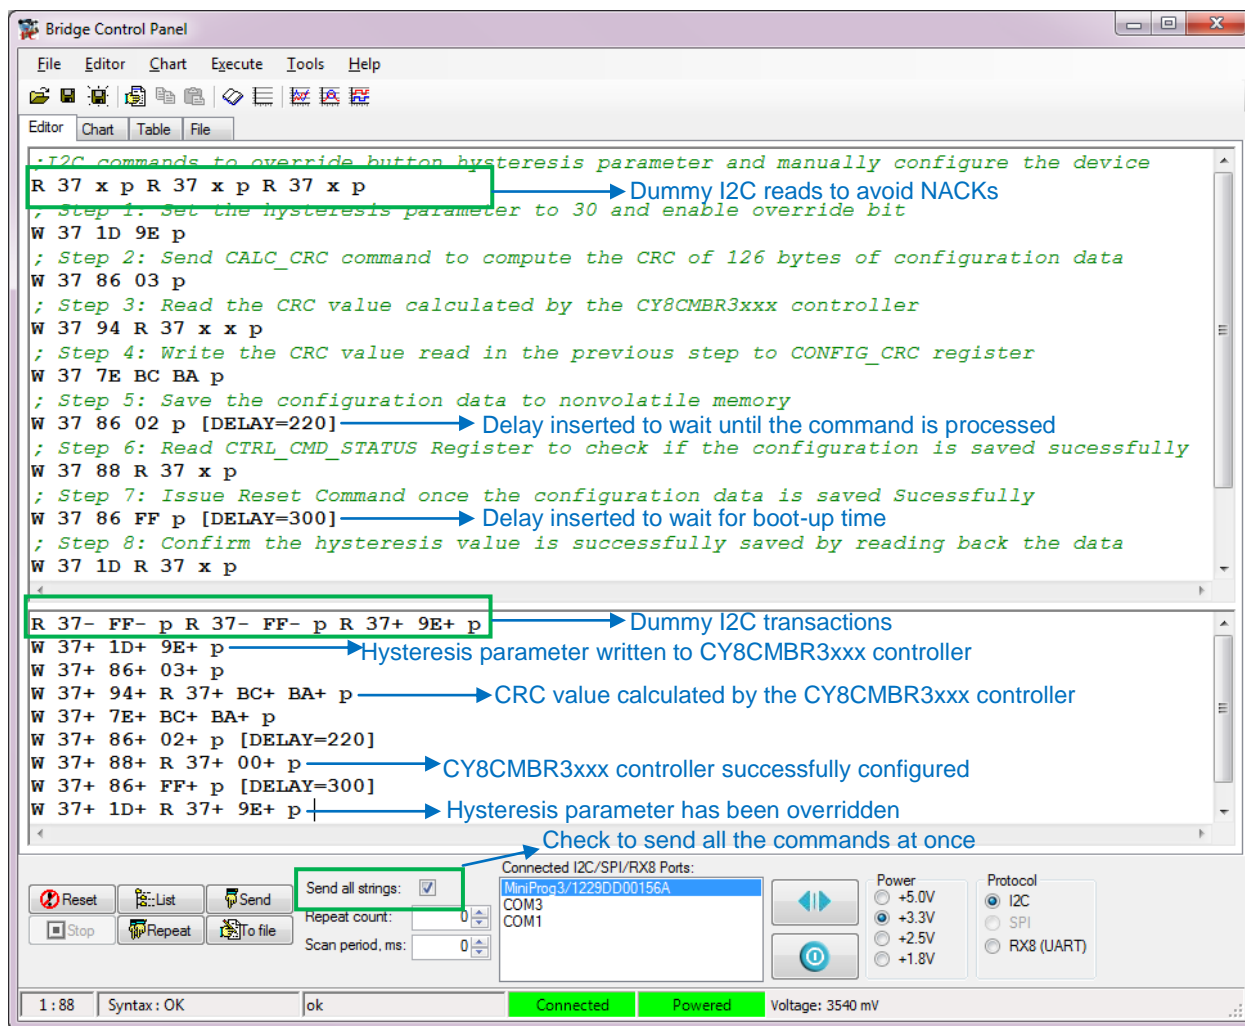 Bridge Control Panel
File Editor Chart Execute Tools Help
Editor Chart Table File
;I2C commands to override button hysteresis parameter and manually configure the device
R 37 x p R 37 x p R 37 x p
Dummy I2C reads to avoid NACKs
; Step 1: Set the hysteresis parameter to 30 and enable override bit
W 37 1D 9E p
; Step 2: Send CALC_CRC command to compute the CRC of 126 bytes of configuration data
W 37 86 03 p
; Step 3: Read the CRC value calculated by the CY8CMBR3xxx controller
W 37 94 R 37 x x p
; Step 4: Write the CRC value read in the previous step to CONFIG_CRC register
W 37 7E BC BA p
; Step 5: Save the configuration data to nonvolatile memory
W 37 86 02 p [DELAY=220] Delay inserted to wait until the command is processed
; Step 6: Read CTRL_CMD_STATUS Register to check if the configuration is saved sucessfully
W 37 88 R 37 x p
; Step 7: Issue Reset Command once the configuration data is saved Sucessfully
W 37 86 FF p [DELAY=300] Delay inserted to wait for boot-up time
; Step 8: Confirm the hysteresis value is successfully saved by reading back the data
W 37 1D R 37 x p
R 37- FF- p R 37- FF- p R 37+ 9E+ p Dummy I2C transactions
W 37+ 1D+ 9E+ p Hysteresis parameter written to CY8CMBR3xxx controller
W 37+ 86+ 03+ p
W 37+ 94+ R 37+ BC+ BA+ p CRC value calculated by the CY8CMBR3xxx controller
W 37+ 7E+ BC+ BA+ p
W 37+ 86+ 02+ p [DELAY=220]
W 37+ 88+ R 37+ 00+ p CY8CMBR3xxx controller successfully configured
W 37+ 86+ FF+ p [DELAY=300]
W 37+ 1D+ R 37+ 9E+ p Hysteresis parameter has been overridden
Check to send all the commands at once
Reset List Send
Stop Repeat To file
Send all strings:
Repeat count: 0
Scan period, ms: 0
Connected I2C/SPI/RX8 Ports:
MiniProg3/1229DD00156A
COM3
COM1
Power
+5.0V
+3.3V
+2.5V
+1.8V
Protocol
I2C
SPI
RX8 (UART)
1 : 88 Syntax : OK ok Connected Powered Voltage: 3540 mV